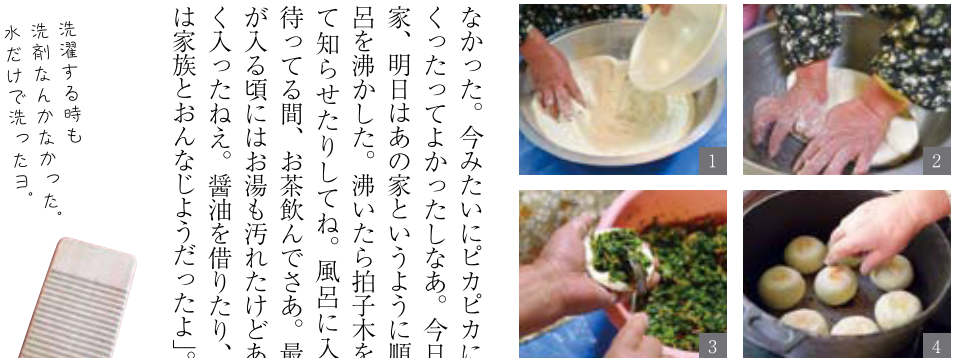 1
2
3
4
なかった。今みたいにピカピカに
くったってよかったしなあ。今日
家、明日はあの家というように順
呂を沸かした。沸いたら拍子木を
て知らせたりしてね。風呂に入
待ってる間、お茶飲んでさあ。最
が入る頃にはお湯も汚れたけどあ
く入ったねえ。醤油を借りたり、
は家族とおんなじようだったよ」。
洗濯する時も
洗剤なんかなかった。
水だけで洗ったヨ。